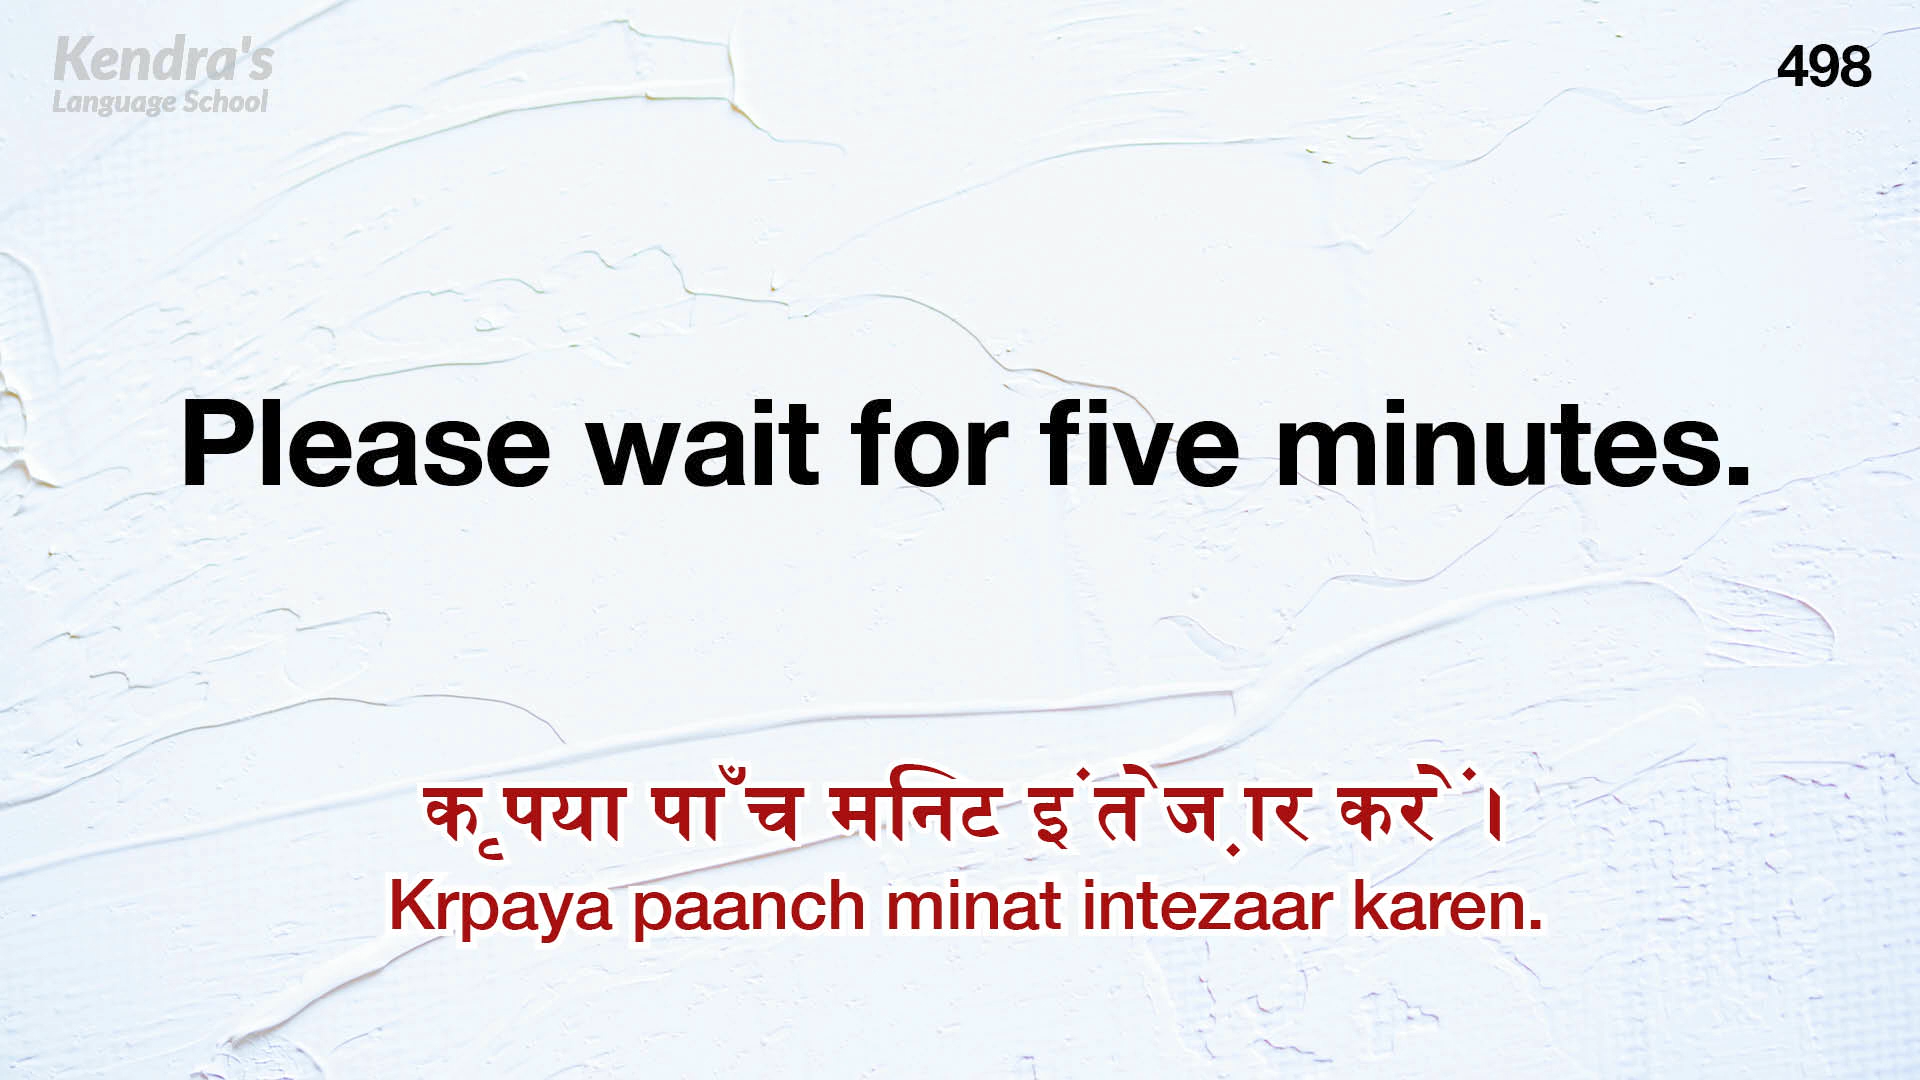 Kendra's
Language School
498
Please wait for five minutes.
कृपया पाँच मिनट इंतेज़ार करें।
Krpaya paanch minat intezaar karen.